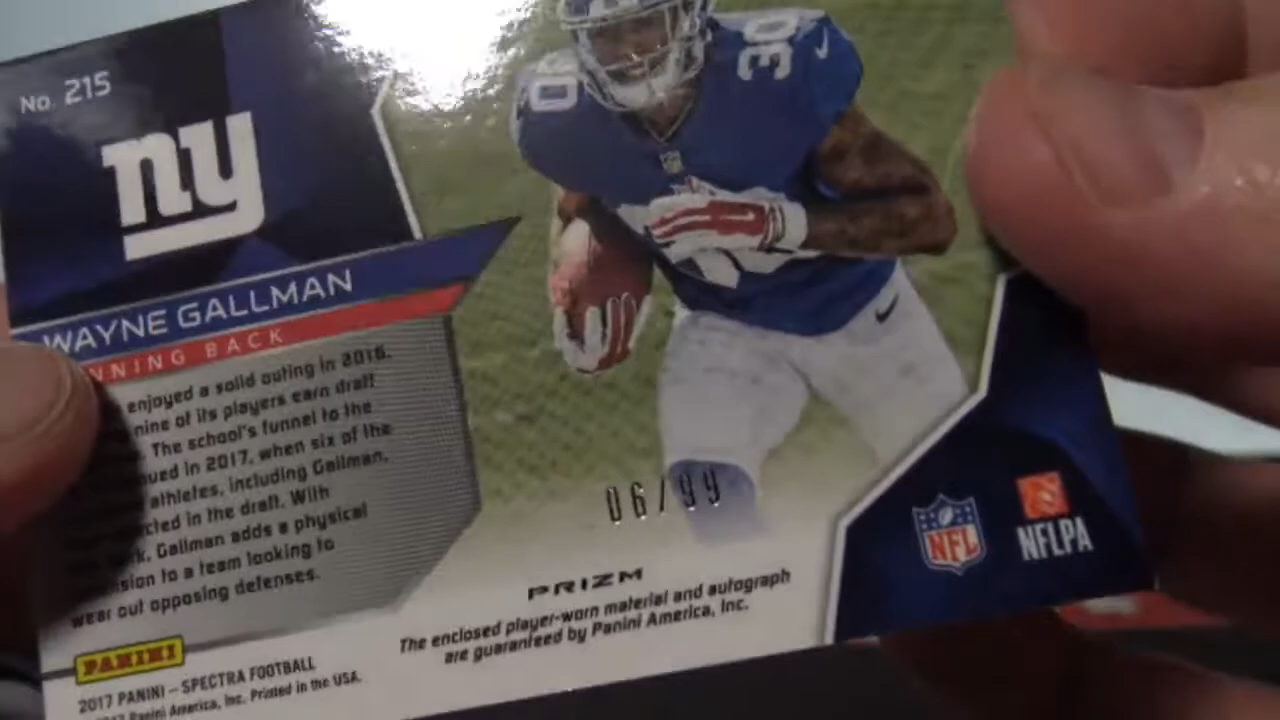 No. 215
ny
WAYNE GALLMAN
NING BACK
enjoyed a solid outing in 2016.
nine of its players earn draft
The school's funnel to the
ued in 2017, when six of the
athletes, including Gallman,
cted in the draft. With
k, Gallman adds a physical
sion to a team looking to
wear out opposing defenses.
30
30
06/99
PRIZM
The enclosed player-worn material and autograph
are guaranteed by Panini America, Inc.
NFL
NFLPA
PANINI
2017 PANINI – SPECTRA FOOTBALL
2017 Panini America, Inc. Printed in the USA.